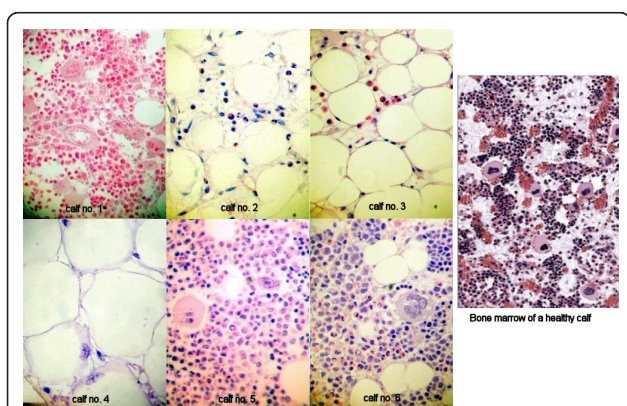 calf no. 1
calf no. 2
calf no. 3
calf no. 4
calf no. 5
calf no. 6
Bone marrow of a healthy calf